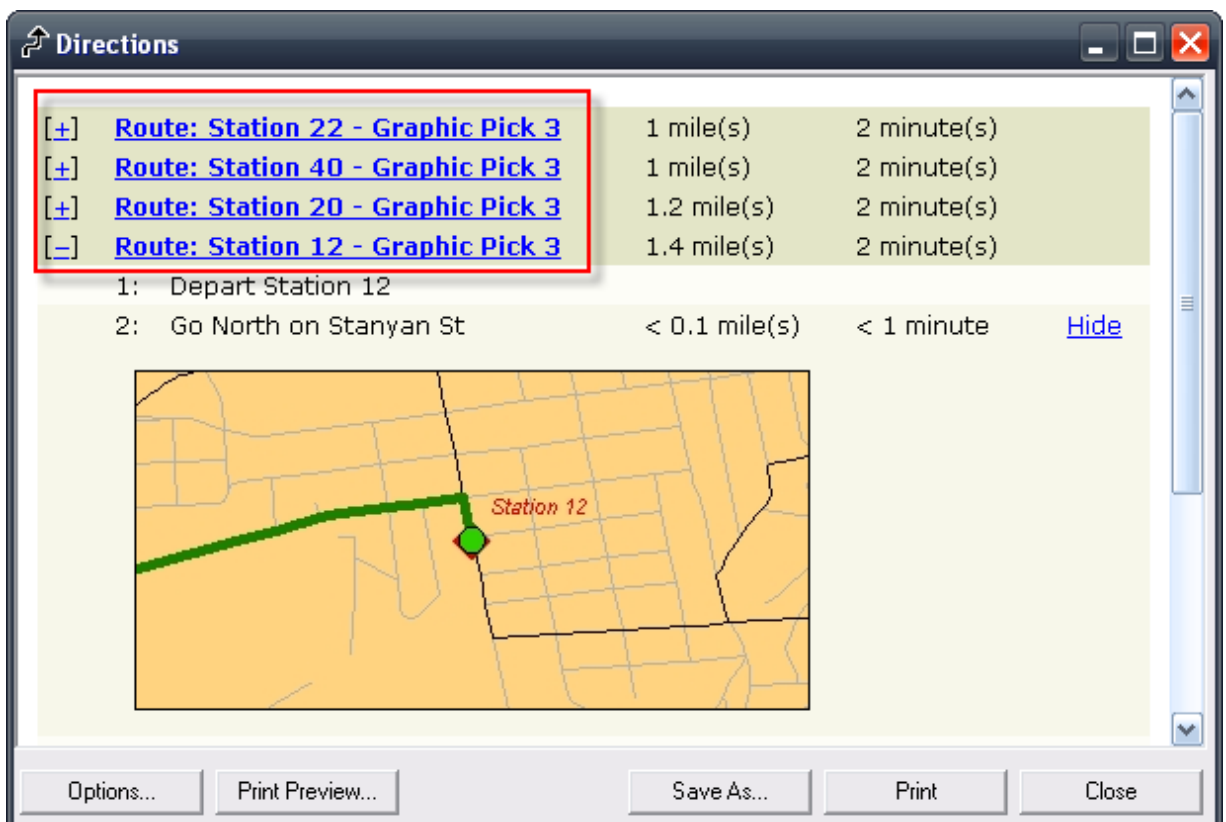 Directions
[+] Route: Station 22 - Graphic Pick 3 1 mile(s) 2 minute(s)
[+] Route: Station 40 - Graphic Pick 3 1 mile(s) 2 minute(s)
[+] Route: Station 20 - Graphic Pick 3 1.2 mile(s) 2 minute(s)
[−] Route: Station 12 - Graphic Pick 3 1.4 mile(s) 2 minute(s)
1: Depart Station 12
2: Go North on Stanyan St < 0.1 mile(s) < 1 minute Hide
Station 12
Options... Print Preview... Save As... Print Close